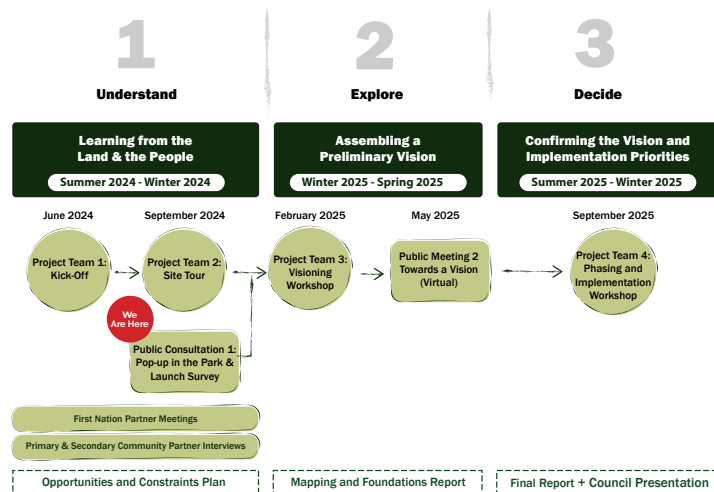 1
2
3
Understand
Explore
Decide
Learning from the
Land & the People
Summer 2024 - Winter 2024
Assembling a
Preliminary Vision
Winter 2025 - Spring 2025
Confirming the Vision and
Implementation Priorities
Summer 2025 - Winter 2025
June 2024
September 2024
February 2025
May 2025
September 2025
Project Team 1:
Kick-Off
Project Team 2:
Site Tour
Project Team 3:
Visioning
Workshop
Public Meeting 2
Towards a Vision
(Virtual)
Project Team 4:
Phasing and
Implementation
Workshop
We
Are Here
Public Consultation 1:
Pop-up in the Park &
Launch Survey
First Nation Partner Meetings
Primary & Secondary Community Partner Interviews
Opportunities and Constraints Plan
Mapping and Foundations Report
Final Report + Council Presentation